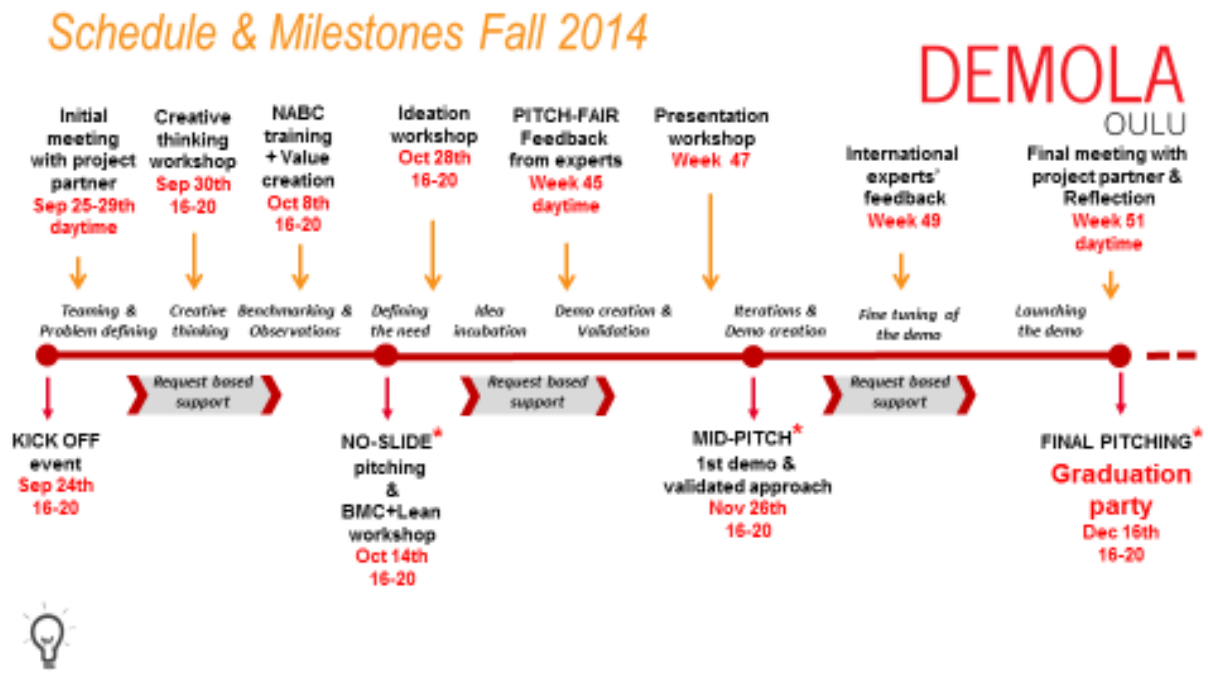 Schedule & Milestones Fall 2014
DEMOLA
OULU
Initial
meeting
with project
partner
Sep 25-29th
daytime
Creative
thinking
workshop
Sep 30th
16-20
NABC
training
+ Value
creation
Oct 8th
16-20
Ideation
workshop
Oct 28th
16-20
PITCH-FAIR
Feedback
from experts
Week 45
daytime
Presentation
workshop
Week 47
International
experts'
feedback
Week 49
Final meeting with
project partner &
Reflection
Week 51
daytime
Teaming &
Problem defining
Creative
thinking
Benchmarking &
Observations
Defining
the need
Idea
incubation
Demo creation &
Validation
Iterations &
Demo creation
Fine tuning of
the demo
Launching
the demo
Request based
support
Request based
support
Request based
support
KICK OFF
event
Sep 24th
16-20
NO-SLIDE*
pitching
&
BMC+Lean
workshop
Oct 14th
16-20
MID-PITCH*
1st demo &
validated approach
Nov 26th
16-20
FINAL PITCHING*
Graduation
party
Dec 16th
16-20